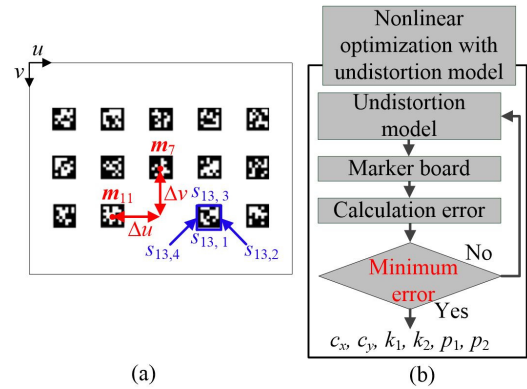 u
v
m7
m11
Δv
Δu
s13, 3
s13, 1
s13,4
s13,2
(a)
Nonlinear
optimization with
undistortion model
Undistortion
model
Marker board
Calculation error
Minimum
error
No
Yes
cx, cy, k1, k2, p1, p2
(b)